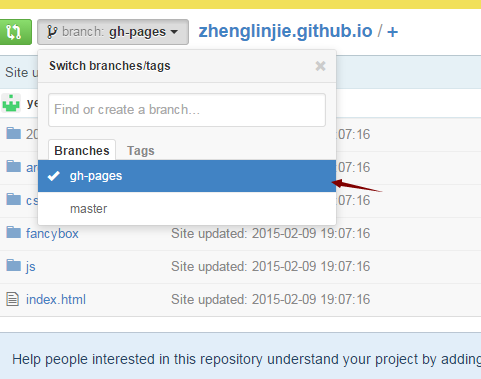 branch: gh-pages
zhenglinjie.github.io / +
Site u
Switch branches/tags
ye
Find or create a branch...
20
19:07:16
Branches Tags
ar
19:07:16
gh-pages
cs
19:07:16
master
fancybox Site updated: 2015-02-09 19:07:16
js Site updated: 2015-02-09 19:07:16
index.html Site updated: 2015-02-09 19:07:16
Help people interested in this repository understand your project by adding